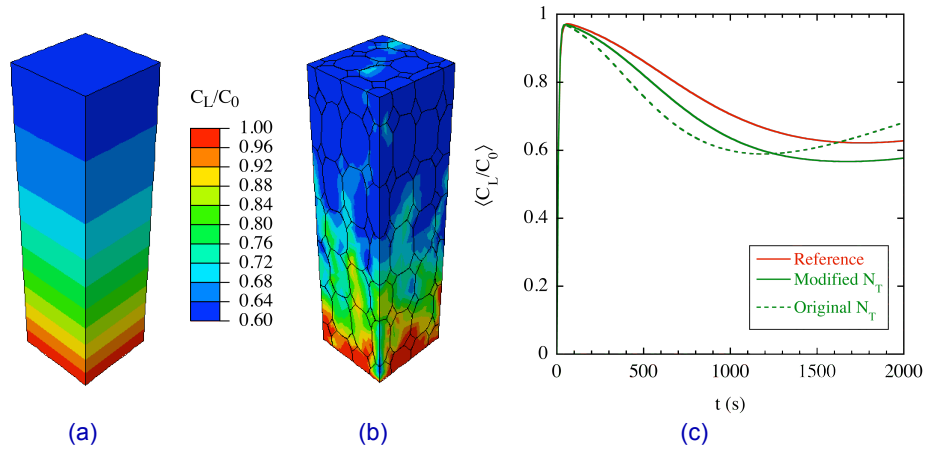 C_L/C_0
1.00
0.96
0.92
0.88
0.84
0.80
0.76
0.72
0.68
0.64
0.60
(a)
(b)
1
0.8
0.6
0.4
0.2
0
⟨C_L/C_0⟩
Reference
Modified N_T
Original N_T
0 500 1000 1500 2000
t (s)
(c)